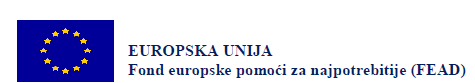 EUROPSKA UNIJA
Fond europske pomoći za najpotrebitije (FEAD)